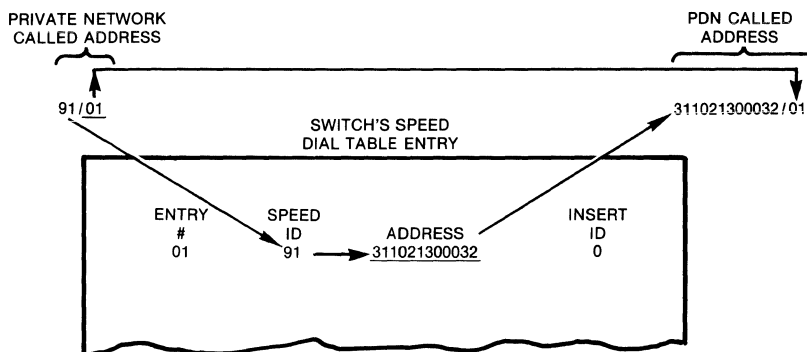 PRIVATE NETWORK
CALLED ADDRESS
PDN CALLED
ADDRESS
91/01
311021300032/01
SWITCH'S SPEED
DIAL TABLE ENTRY
ENTRY
#
01
SPEED
ID
91
ADDRESS
311021300032
INSERT
ID
0